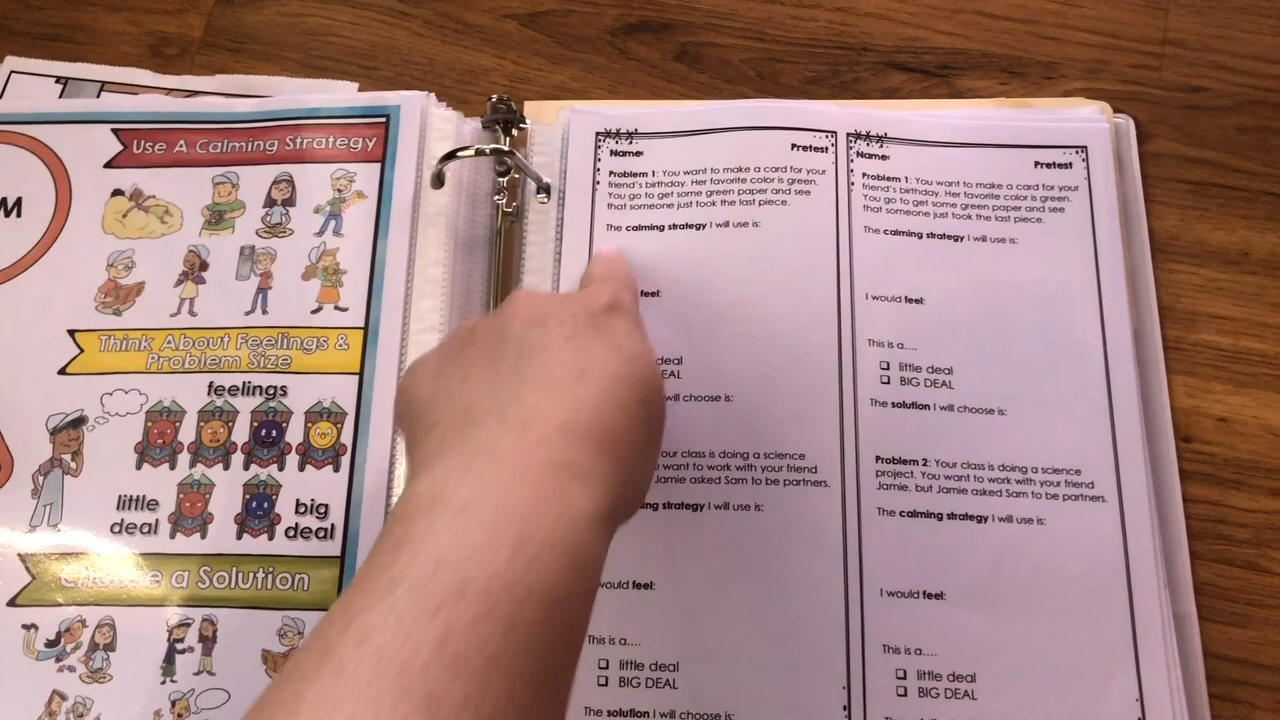 M
Use A Calming Strategy
Think About Feelings &
Problem Size
feelings
little
deal
big
deal
Choose a Solution
Name:
Pretest
Problem 1: You want to make a card for your
friend's birthday. Her favorite color is green.
You go to get some green paper and see
that someone just took the last piece.
The calming strategy I will use is:
feel:
deal
EAL
will choose is:
our class is doing a science
want to work with your friend
Jamie asked Sam to be partners.
strategy I will use is:
would feel:
This is a....
❑ little deal
❑ BIG DEAL
The solution I will choose is:
Name:
Pretest
Problem 1: You want to make a card for your
friend's birthday. Her favorite color is green.
You go to get some green paper and see
that someone just took the last piece.
The calming strategy I will use is:
I would feel:
This is a....
❑ little deal
❑ BIG DEAL
The solution I will choose is:
Problem 2: Your class is doing a science
project. You want to work with your friend
Jamie, but Jamie asked Sam to be partners.
The calming strategy I will use is:
I would feel:
This is a....
❑ little deal
❑ BIG DEAL